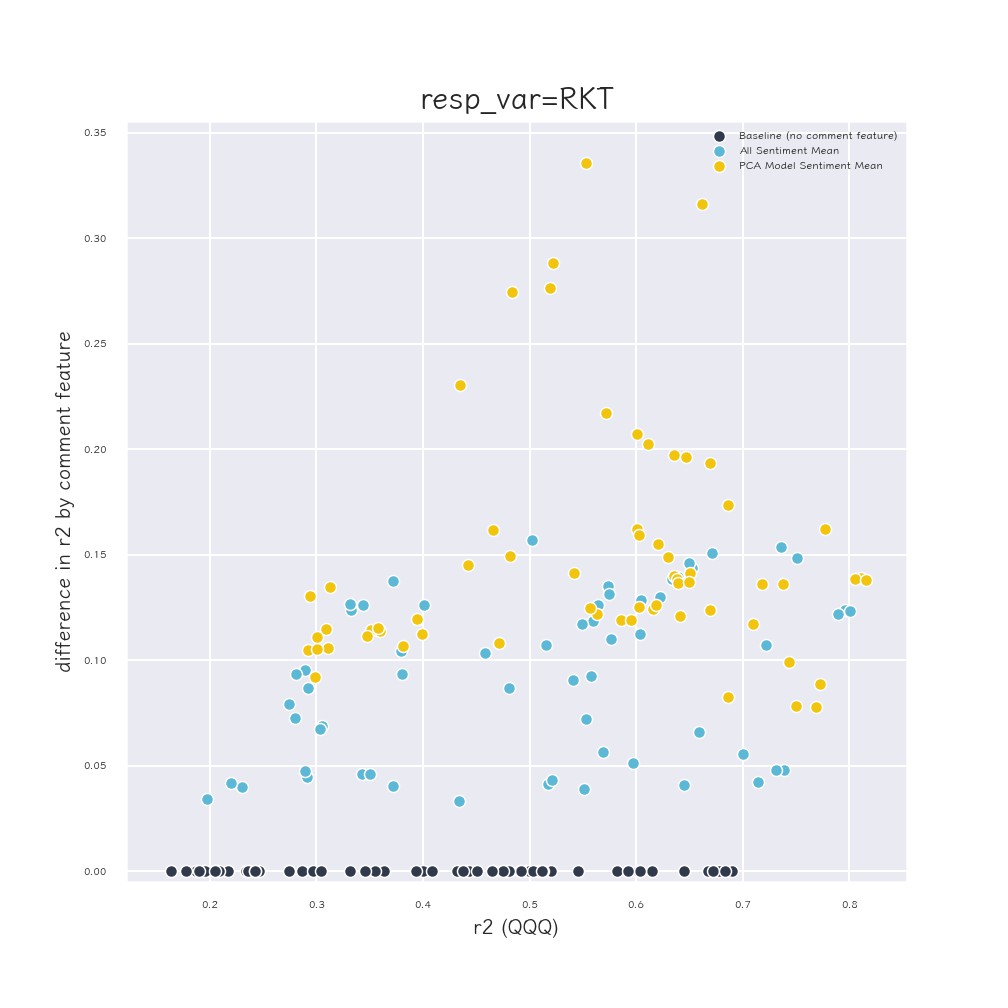 resp_var=RKT
Baseline (no comment feature)
All Sentiment Mean
PCA Model Sentiment Mean
difference in r2 by comment feature
0.35
0.30
0.25
0.20
0.15
0.10
0.05
0.00
0.2 0.3 0.4 0.5 0.6 0.7 0.8
r2 (QQQ)